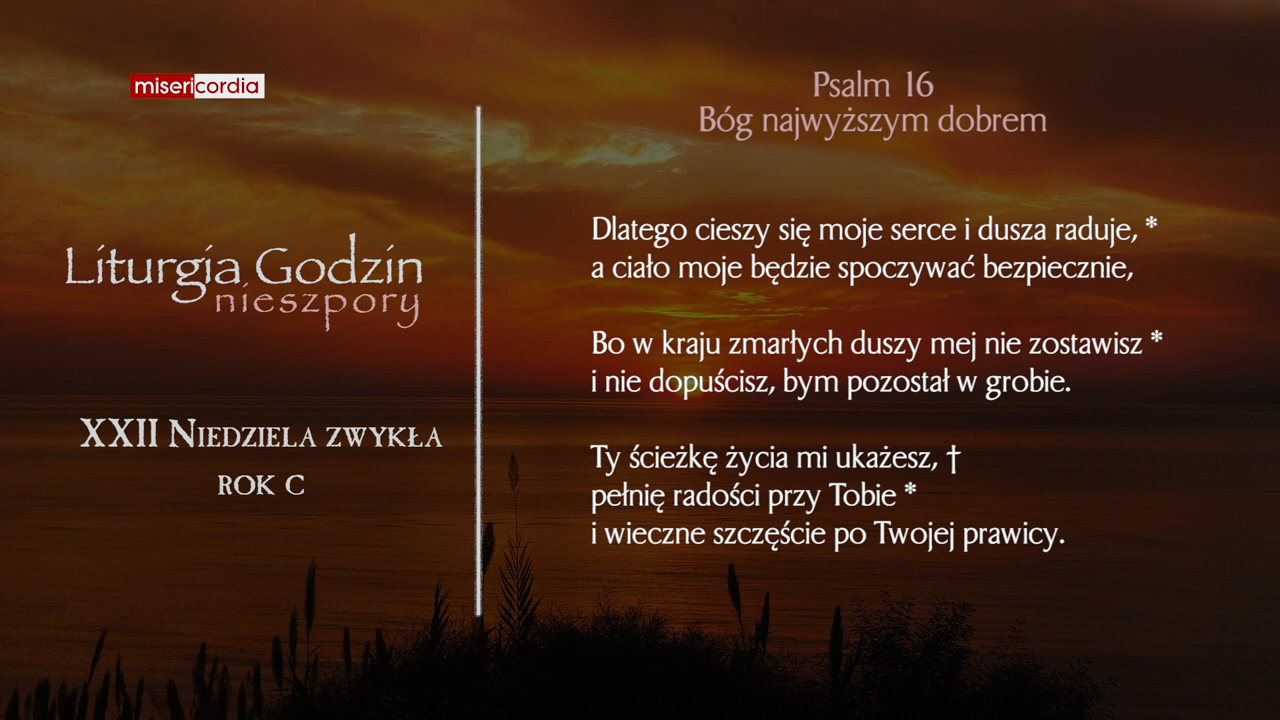 misericordia
Liturgia Godzin
nieszpory
XXII Niedziela zwykła
rok C
Psalm 16
Bóg najwyższym dobrem
Dlatego cieszy się moje serce i dusza raduje, *
a ciało moje będzie spoczywać bezpiecznie,
Bo w kraju zmarłych duszy mej nie zostawisz *
i nie dopuścisz, bym pozostał w grobie.
Ty ścieżkę życia mi ukażesz, †
pełnię radości przy Tobie *
i wieczne szczęście po Twojej prawicy.